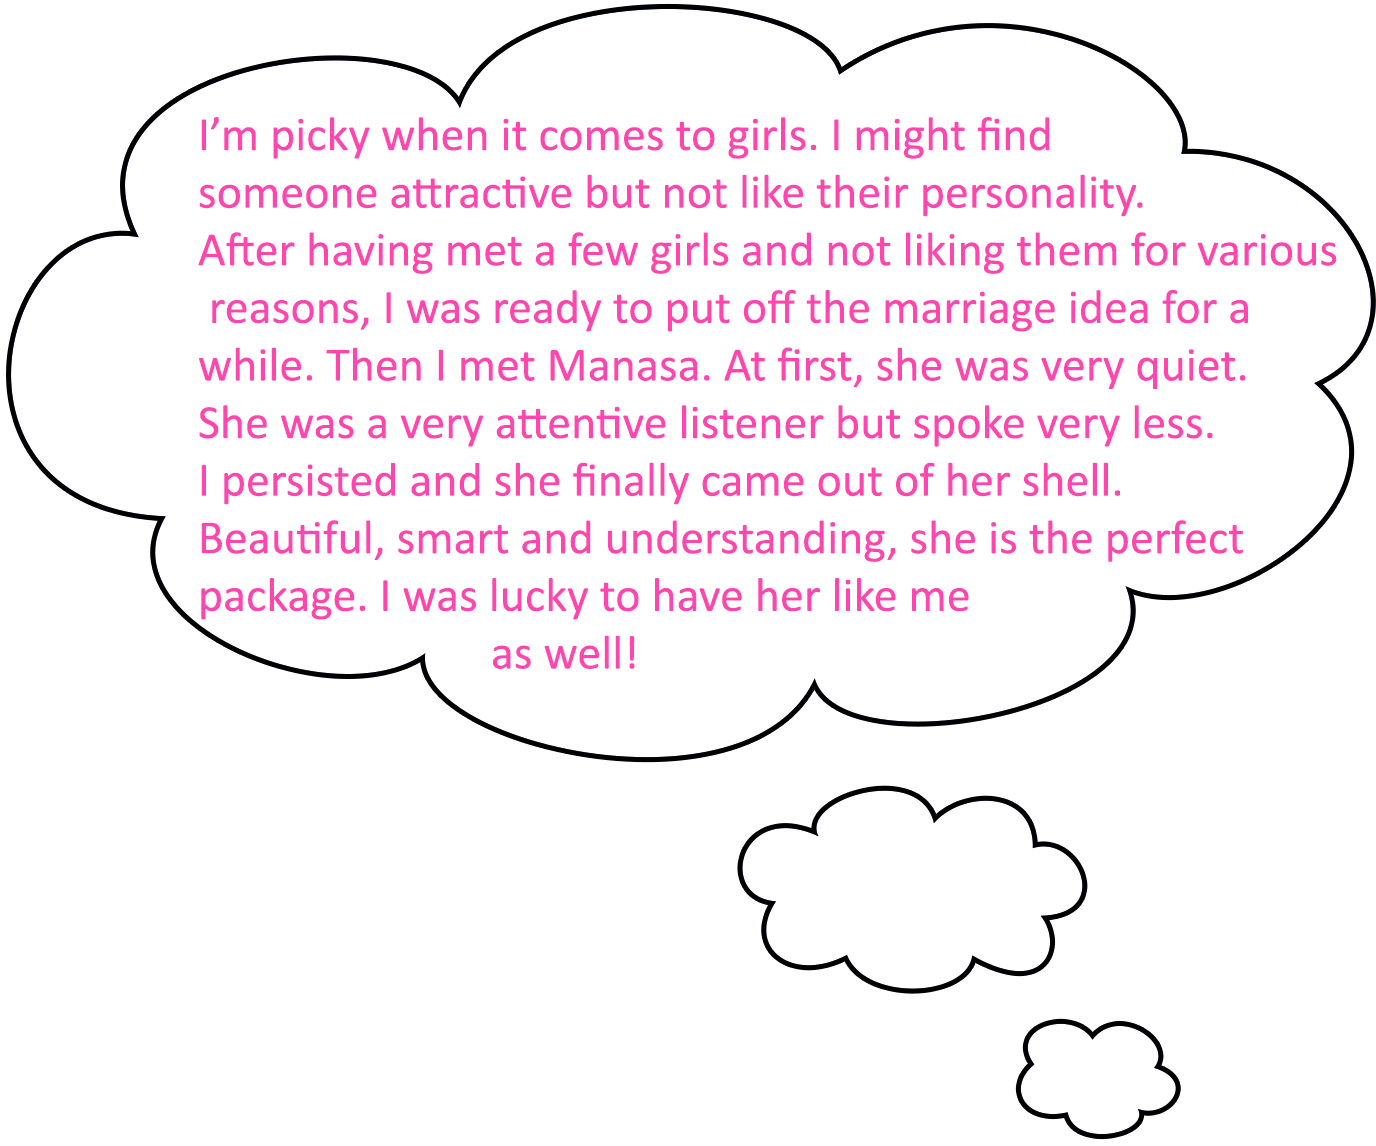 I’m picky when it comes to girls. I might find
someone attractive but not like their personality.
After having met a few girls and not liking them for various
reasons, I was ready to put off the marriage idea for a
while. Then I met Manasa. At first, she was very quiet.
She was a very attentive listener but spoke very less.
I persisted and she finally came out of her shell.
Beautiful, smart and understanding, she is the perfect
package. I was lucky to have her like me
as well!